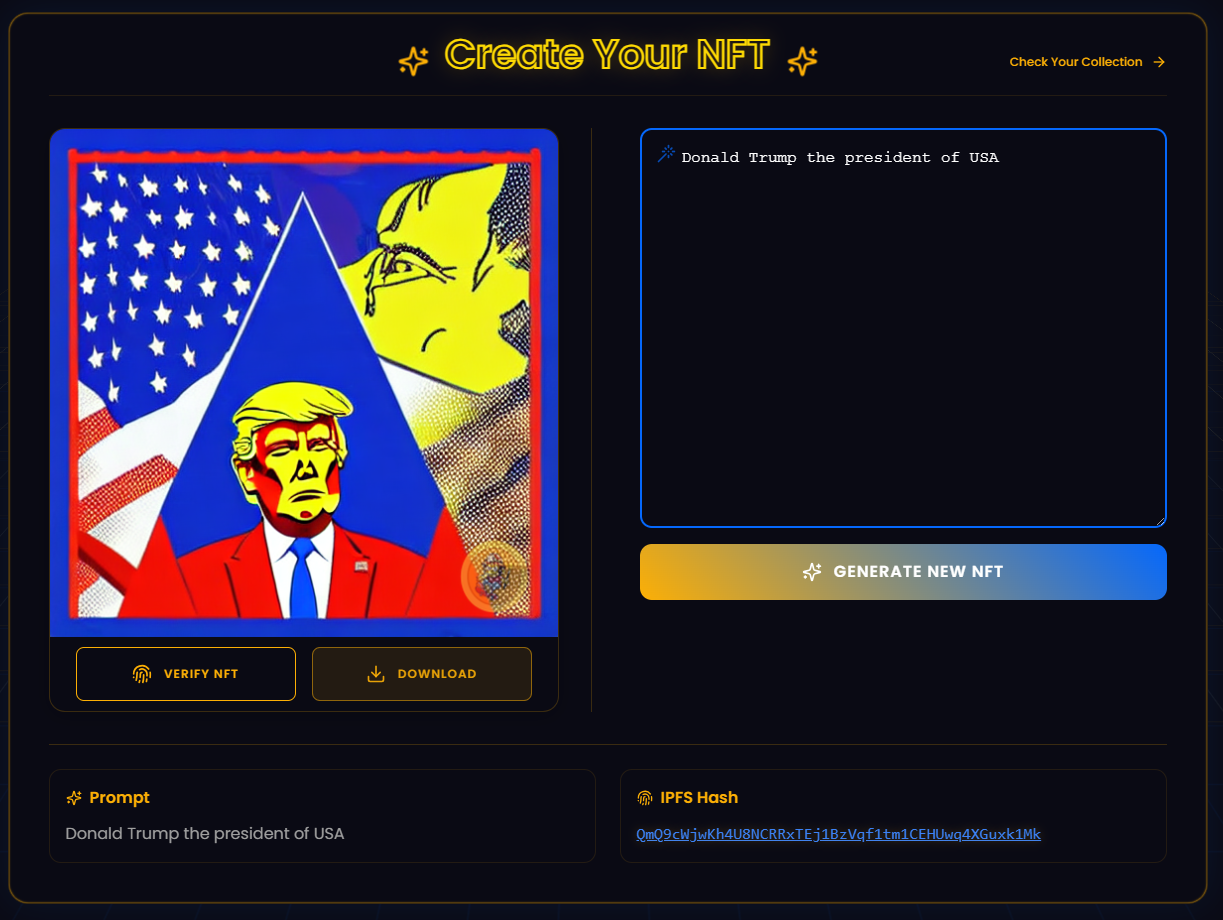 Create Your NFT
Check Your Collection
Donald Trump the president of USA
GENERATE NEW NFT
VERIFY NFT
DOWNLOAD
Prompt
Donald Trump the president of USA
IPFS Hash
QmQ9cWjwKh4U8NCRRxTEj1BzVqf1tm1CEHUwq4XGuxk1Mk